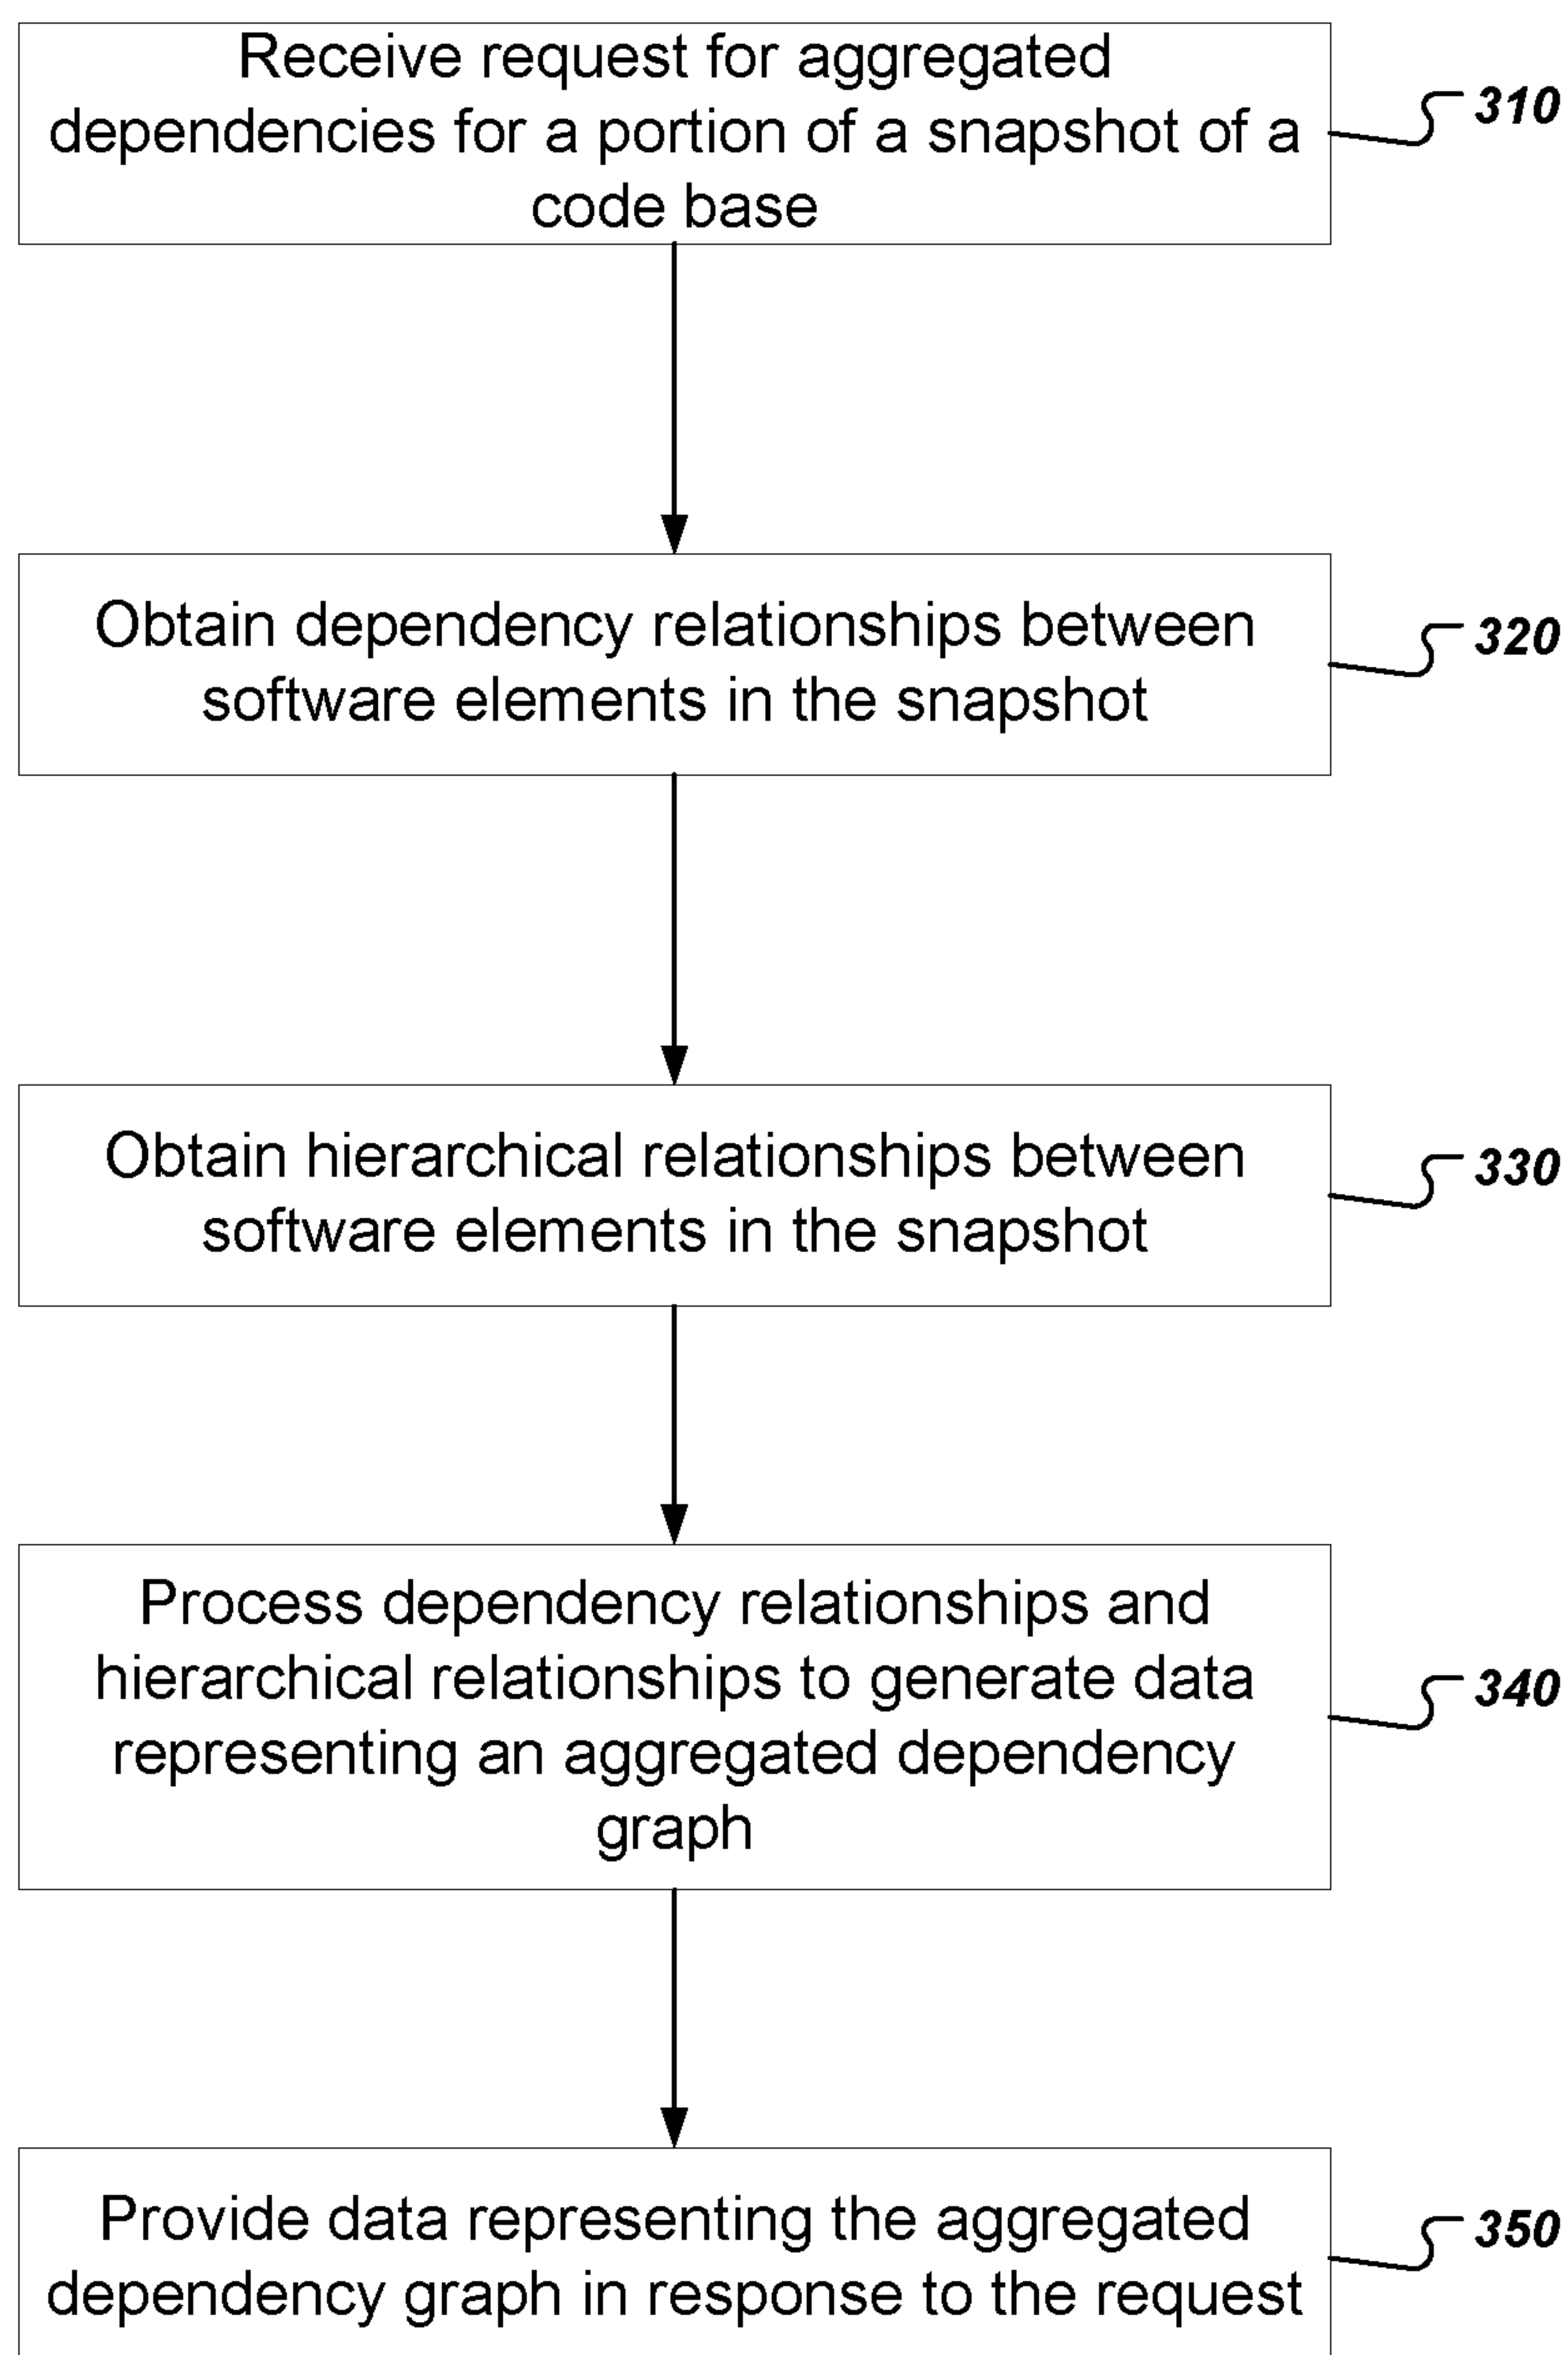 Receive request for aggregated
dependencies for a portion of a snapshot of a
code base
310
Obtain dependency relationships between
software elements in the snapshot
320
Obtain hierarchical relationships between
software elements in the snapshot
330
Process dependency relationships and
hierarchical relationships to generate data
representing an aggregated dependency
graph
340
Provide data representing the aggregated
dependency graph in response to the request
350